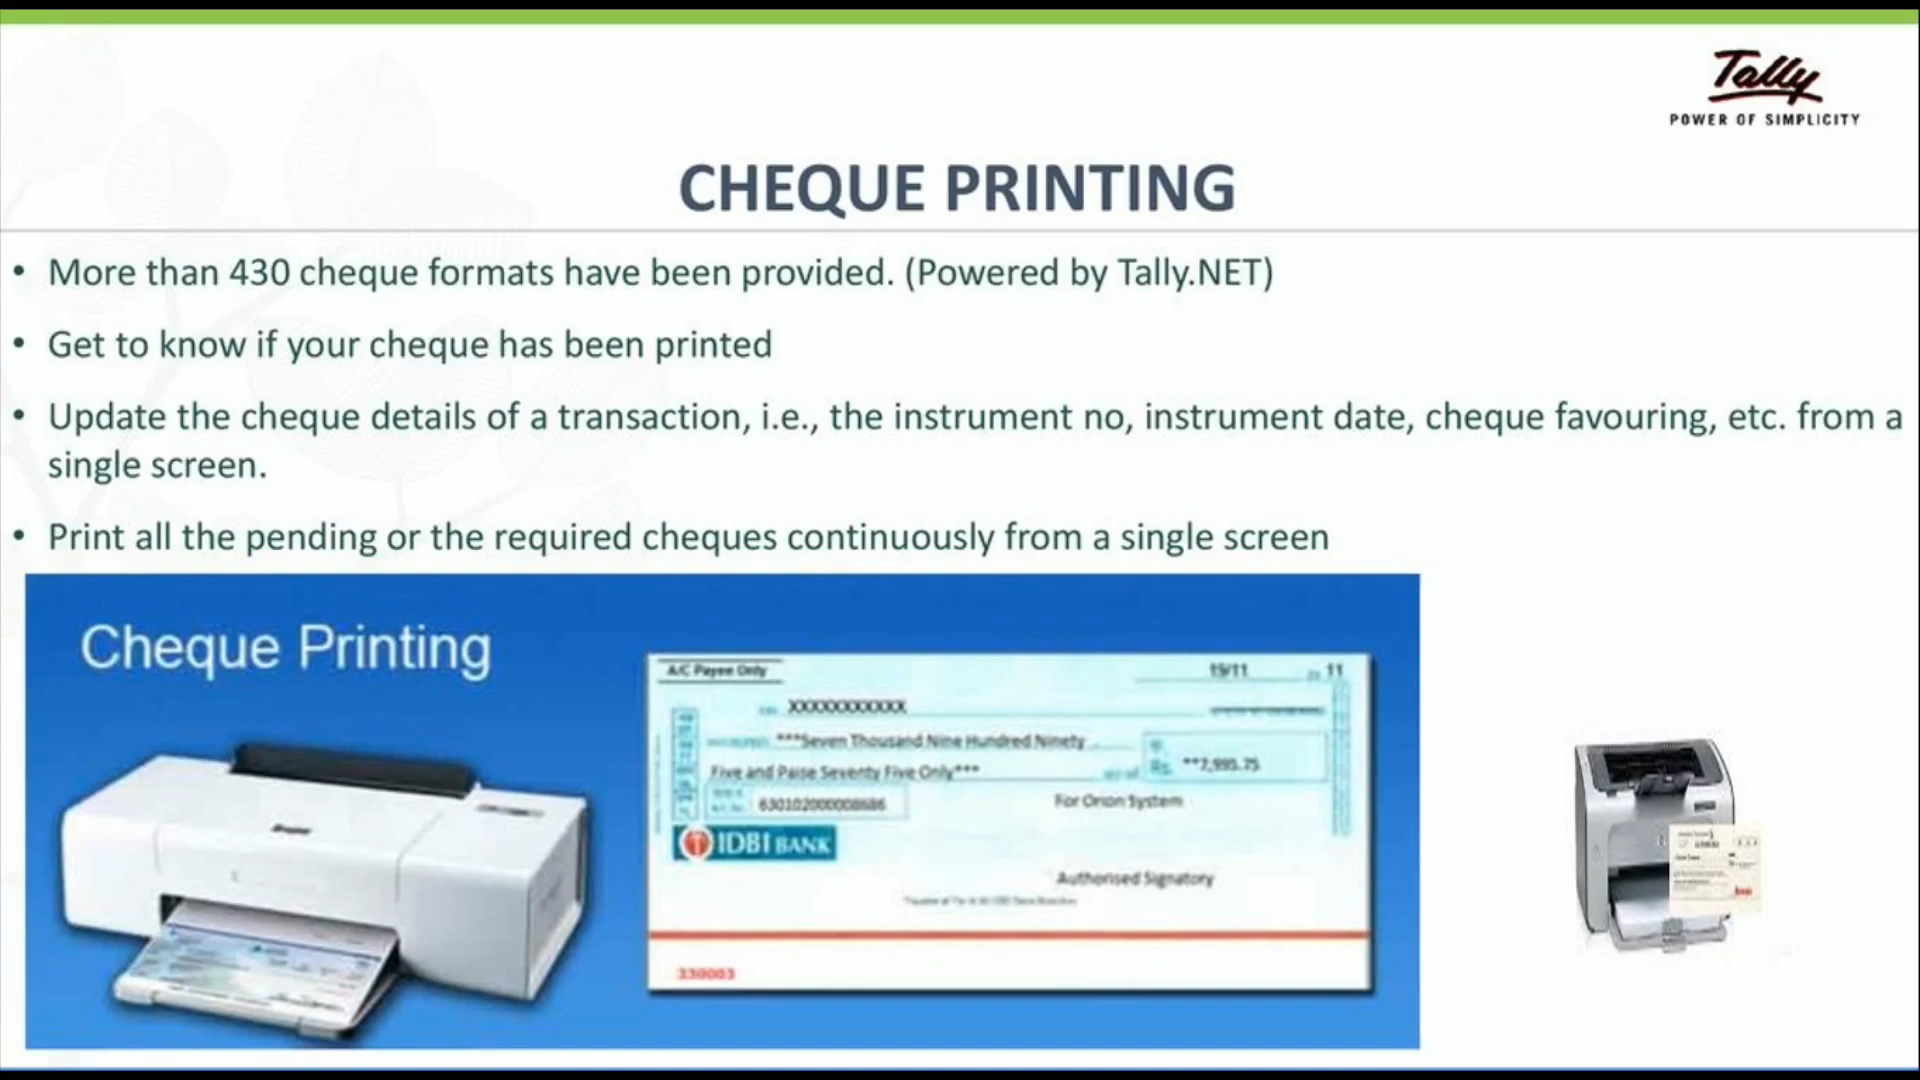 Tally
POWER OF SIMPLICITY
CHEQUE PRINTING
• More than 430 cheque formats have been provided. (Powered by Tally.NET)
• Get to know if your cheque has been printed
• Update the cheque details of a transaction, i.e., the instrument no, instrument date, cheque favouring, etc. from a
single screen.
• Print all the pending or the required cheques continuously from a single screen
Cheque Printing
A/C Payee Only
19/11
11
XXXXXXXXXXXX
***Seven Thousand Nine Hundred Ninety
Five and Paise Seventy Five Only***
Rs.
**7,995.75
For Orion System
IDBI BANK
Authorised Signatory
330003